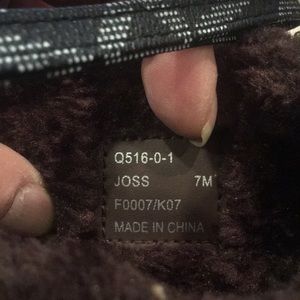 Q516-0-1
JOSS 7M
F0007/K07
MADE IN CHINA